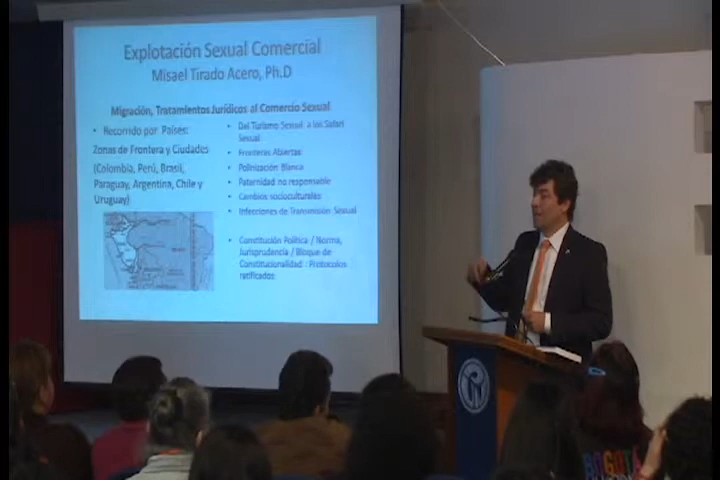 Explotación Sexual Comercial
Misael Tirado Acero, Ph.D
Migración, Tratamientos Jurídicos al Comercio Sexual
• Recorrido por Países:
Zonas de Frontera y Ciudades
(Colombia, Perú, Brasil,
Paraguay, Argentina, Chile y
Uruguay)
• Del Turismo Sexual a los Safari
Sexual
• Fronteras Abiertas
• Polinización Blanca
• Paternidad no responsable
• Cambios socioculturales
• Infecciones de Transmisión Sexual
• Constitución Política / Norma,
Jurisprudencia / Bloque de
Constitucionalidad : Protocolos
ratificados
BOGOTA